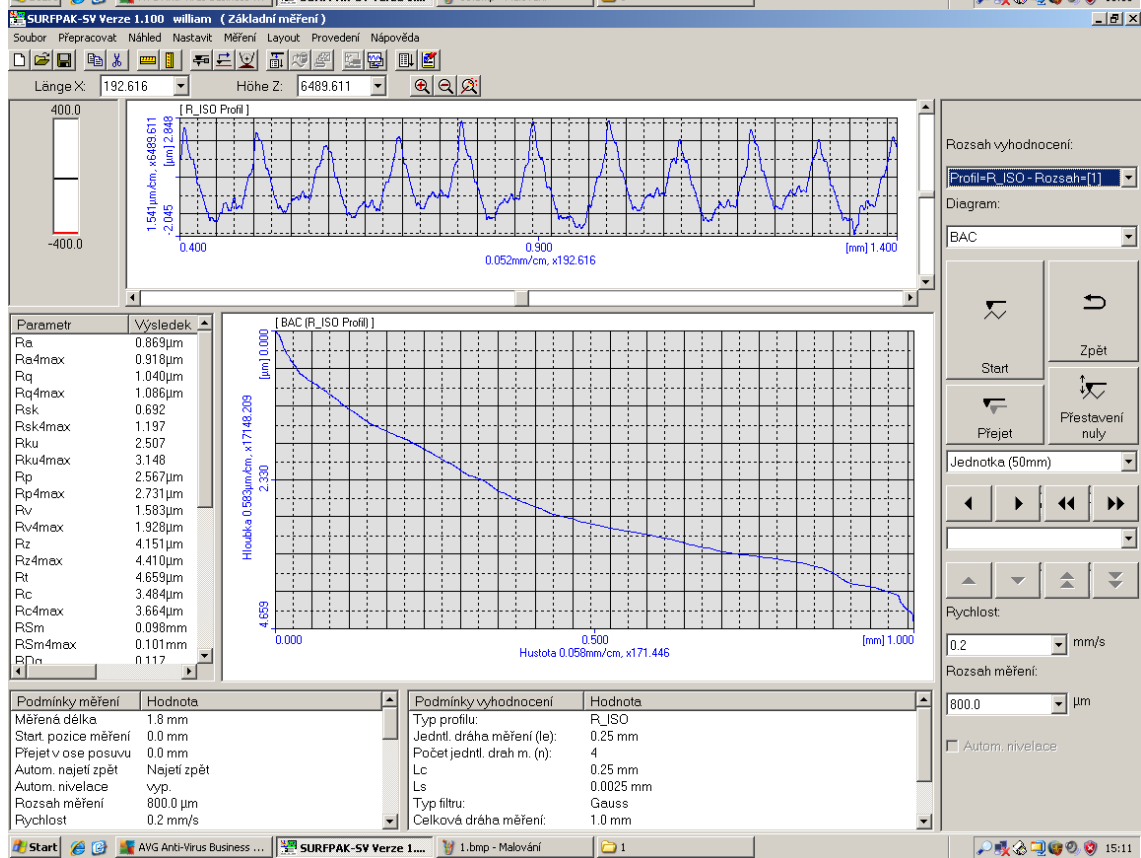 SURFPAK-SV Verze 1.100 william ( Základní měření )
Soubor Přepracovat Náhled Nastavit Měření Layout Provedení Nápověda
Länge X: 192.616 Höhe Z: 6489.611
400.0
-400.0
[ R_ISO Profil ]
1.541µm/cm, x6489.611
-2.045 [µm] 2.848
0.400 0.900 [mm] 1.400
0.052mm/cm, x192.616
Parametr Výsledek
Ra 0.869µm
Ra4max 0.918µm
Rq 1.040µm
Rq4max 1.086µm
Rsk 0.692
Rsk4max 1.197
Rku 2.507
Rku4max 3.148
Rp 2.567µm
Rp4max 2.731µm
Rv 1.583µm
Rv4max 1.928µm
Rz 4.151µm
Rz4max 4.410µm
Rt 4.659µm
Rc 3.484µm
Rc4max 3.664µm
RSm 0.098mm
RSm4max 0.101mm
RDq 0.117
[ BAC (R_ISO Profil) ]
Hloubka 0.583µm/cm, x17148.209
4.659 2.330 [µm] 0.000
0.000 0.500 [mm] 1.000
Hustota 0.058mm/cm, x171.446
Rozsah vyhodnocení:
Profil=R_ISO - Rozsah=[1]
Diagram:
BAC
Start
Zpět
Přejet
Přestavení
nuly
Jednotka (50mm)
Rychlost:
0.2 mm/s
Rozsah měření:
800.0 µm
Autom. nivelace
Podmínky měření Hodnota
Měřená délka 1.8 mm
Start. pozice měření 0.0 mm
Přejet v ose posuvu 0.0 mm
Autom. najetí zpět Najetí zpět
Autom. nivelace vyp.
Rozsah měření 800.0 µm
Rychlost 0.2 mm/s
Podmínky vyhodnocení Hodnota
Typ profilu: R_ISO
Jedntl. dráha měření (le): 0.25 mm
Počet jedntl. drah m. (n): 4
Lc 0.25 mm
Ls 0.0025 mm
Typ filtru: Gauss
Celková dráha měření: 1.0 mm
Start AVG Anti-Virus Business ... SURFPAK-SV Verze 1.... 1.bmp - Malování 1 15:11